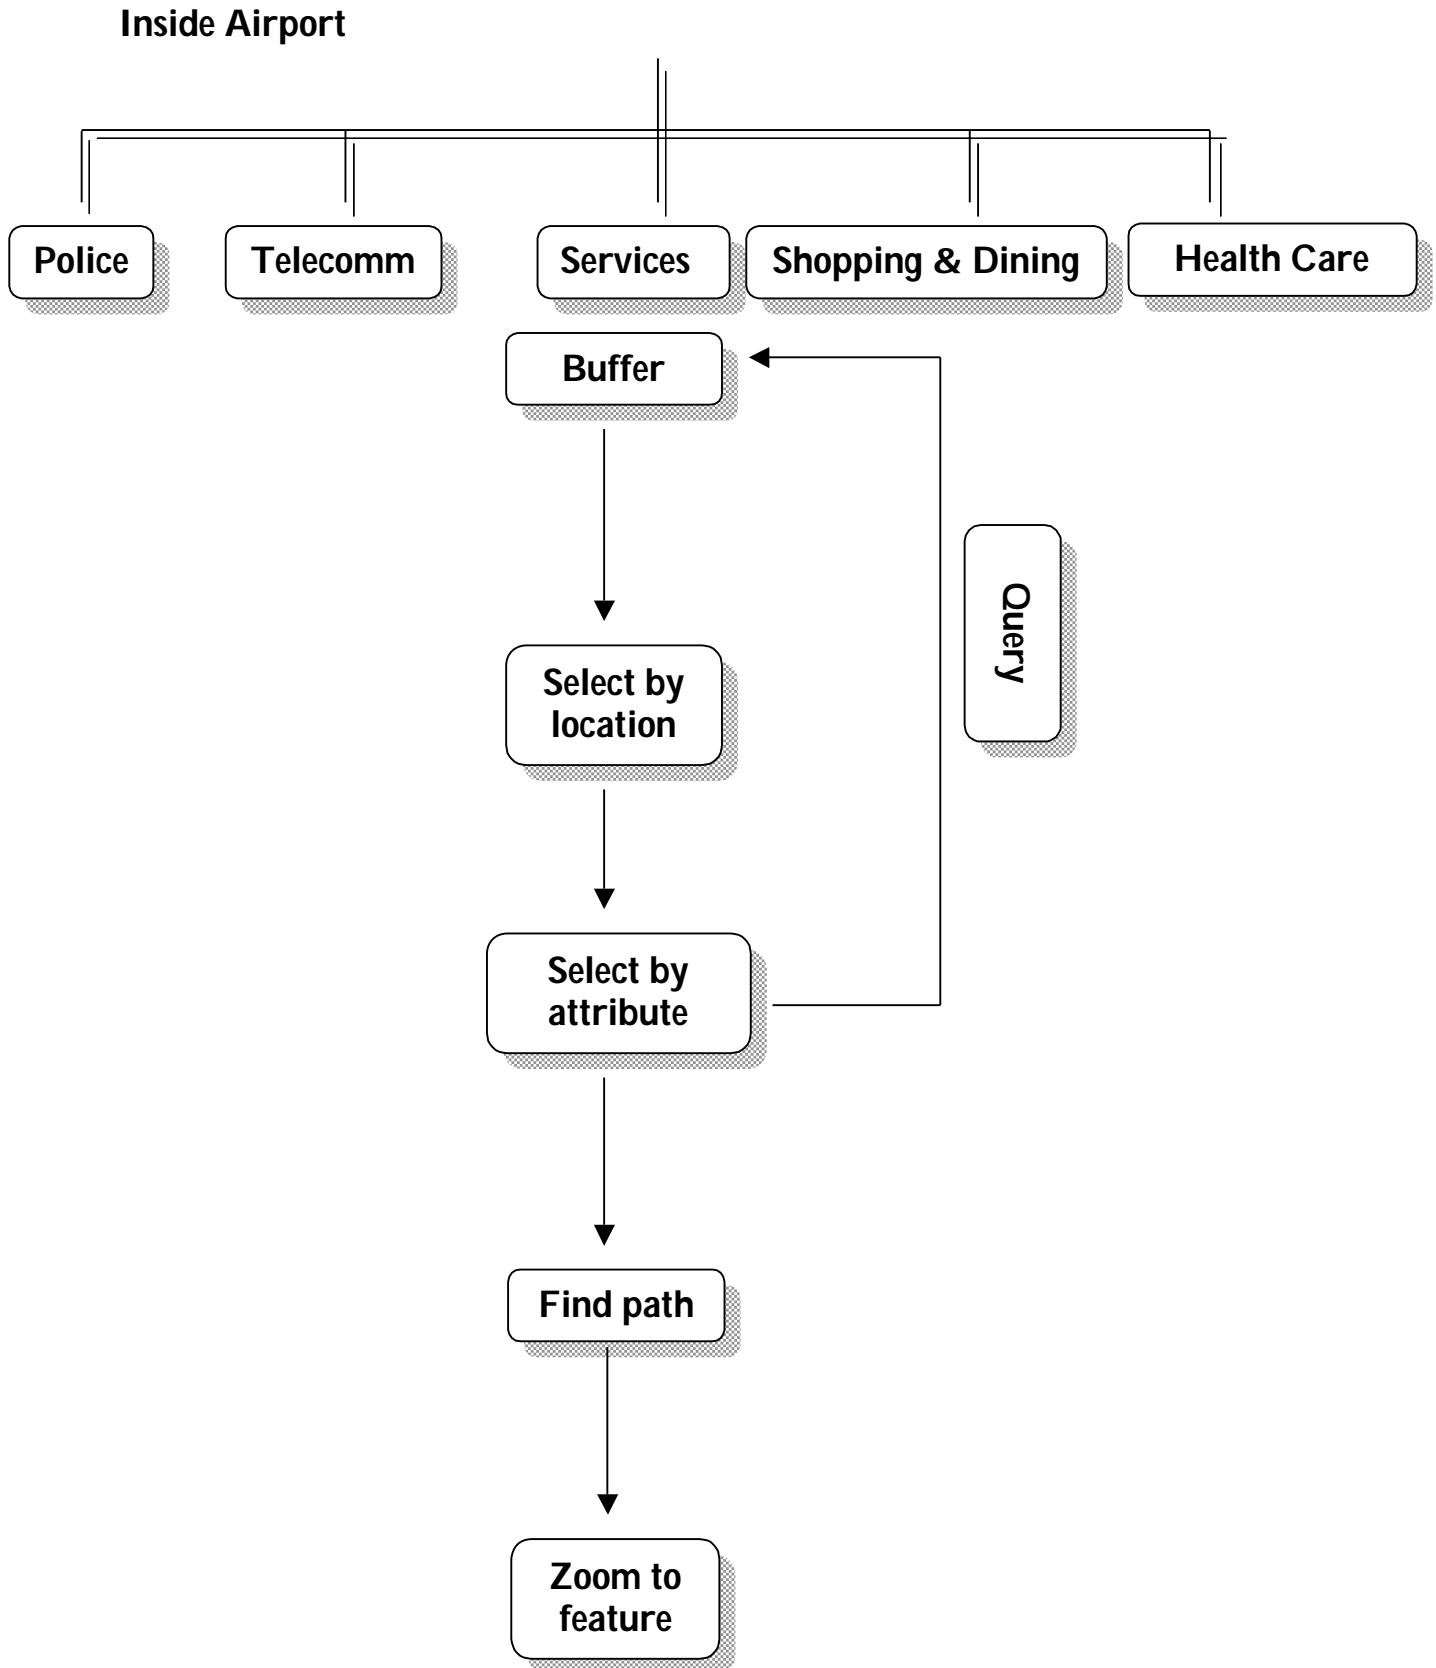 Inside Airport
Police
Telecomm
Services
Shopping & Dining
Health Care
Buffer
Query
Select by
location
Select by
attribute
Find path
Zoom to
feature